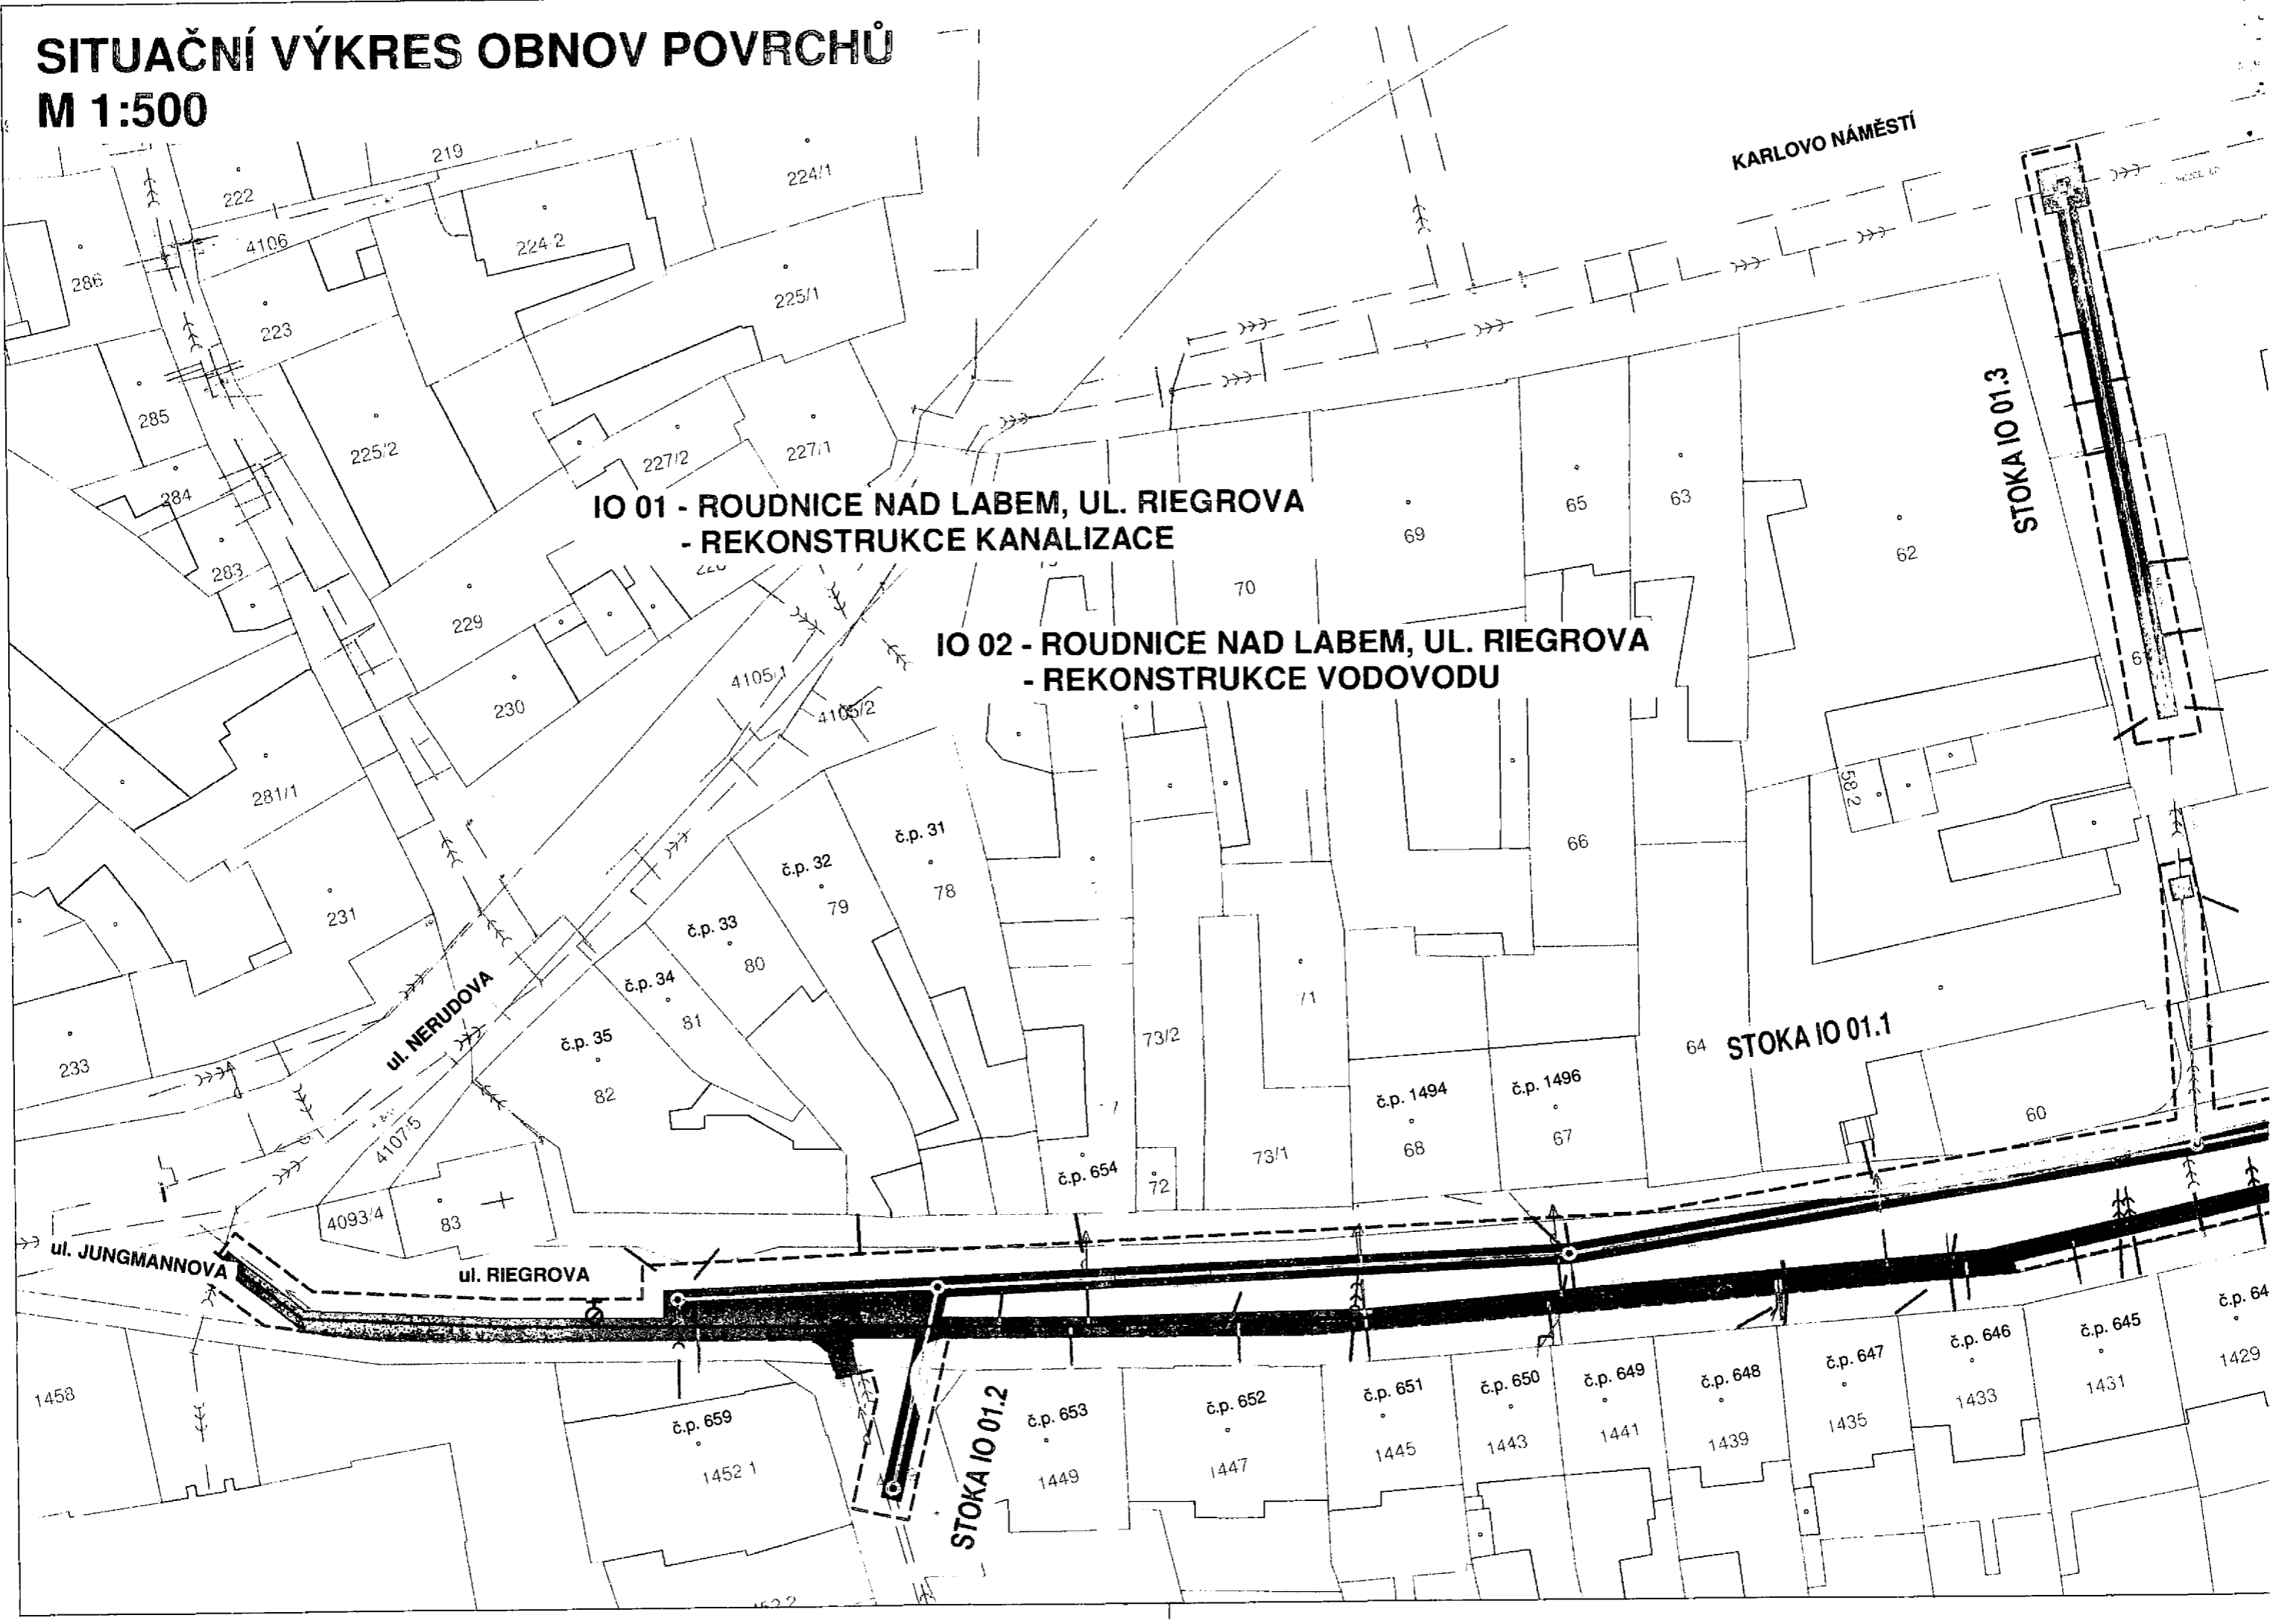 SITUAČNÍ VÝKRES OBNOV POVRCHŮ
M 1:500
KARLOVO NÁMĚSTÍ
219
222
224/1
4106
224 2
286
225/1
223
285
225/2
227/2
227/1
284
STOKA IO 01.3
IO 01 - ROUDNICE NAD LABEM, UL. RIEGROVA
- REKONSTRUKCE KANALIZACE
69
65
63
62
283
70
229
IO 02 - ROUDNICE NAD LABEM, UL. RIEGROVA
- REKONSTRUKCE VODOVODU
4105/1
4105/2
230
281/1
58 2
č.p. 31
78
č.p. 32
79
66
231
č.p. 33
80
č.p. 34
81
ul. NERUDOVA
č.p. 35
82
73/2
64
STOKA IO 01.1
233
č.p. 1494
68
č.p. 1496
67
60
4107/5
č.p. 654
72
73/1
4093/4
83
ul. JUNGMANNOVA
ul. RIEGROVA
1458
č.p. 659
1452 1
STOKA IO 01.2
č.p. 653
1449
č.p. 652
1447
č.p. 651
1445
č.p. 650
1443
č.p. 649
1441
č.p. 648
1439
č.p. 647
1435
č.p. 646
1433
č.p. 645
1431
č.p. 64
1429